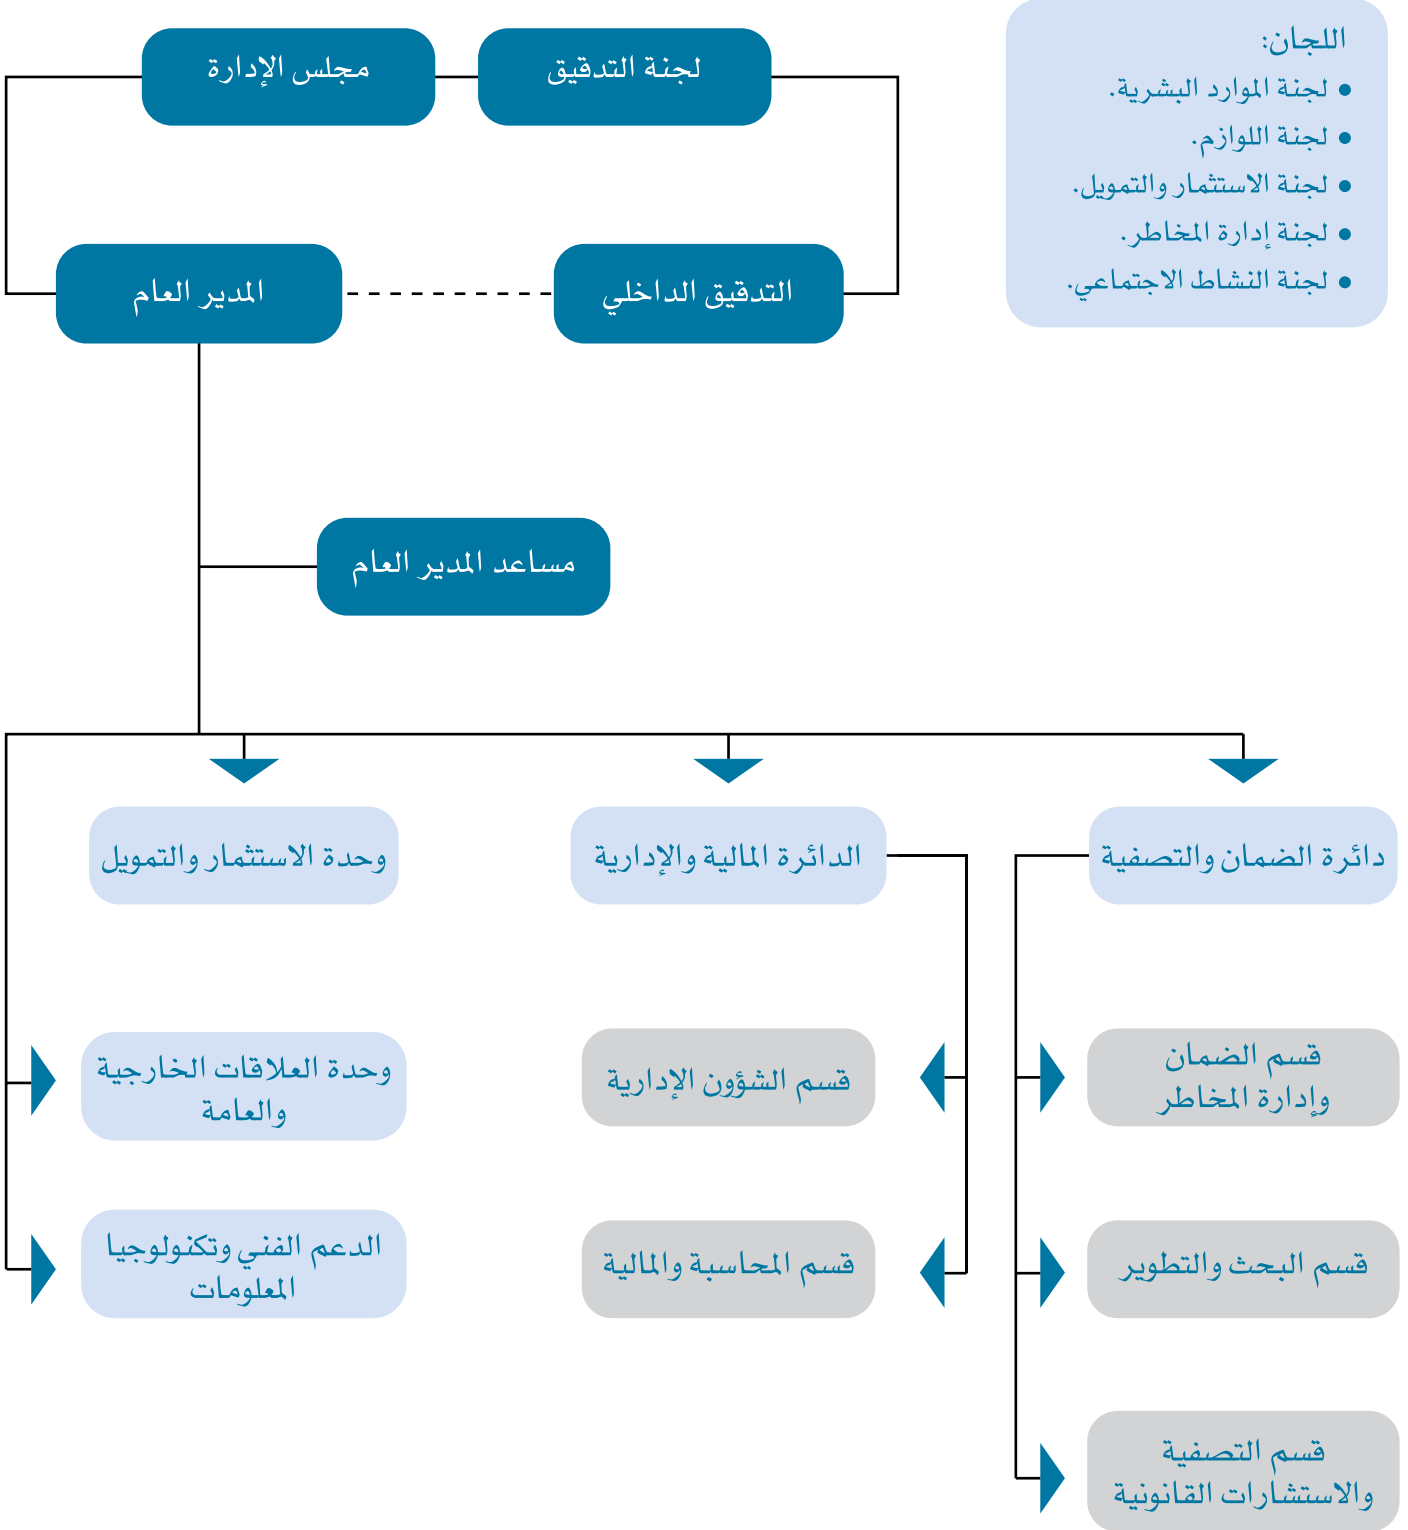 اللجان:
• لجنة الموارد البشرية.
• لجنة اللوازم.
• لجنة الاستثمار والتمويل.
• لجنة إدارة المخاطر.
• لجنة النشاط الاجتماعي.
لجنة التدقيق
مجلس الإدارة
التدقيق الداخلي
المدير العام
مساعد المدير العام
دائرة الضمان والتصفية
الدائرة المالية والإدارية
وحدة الاستثمار والتمويل
قسم الضمان
وإدارة المخاطر
قسم الشؤون الإدارية
وحدة العلاقات الخارجية
والعامة
قسم البحث والتطوير
قسم المحاسبة والمالية
الدعم الفني وتكنولوجيا
المعلومات
قسم التصفية
والاستشارات القانونية